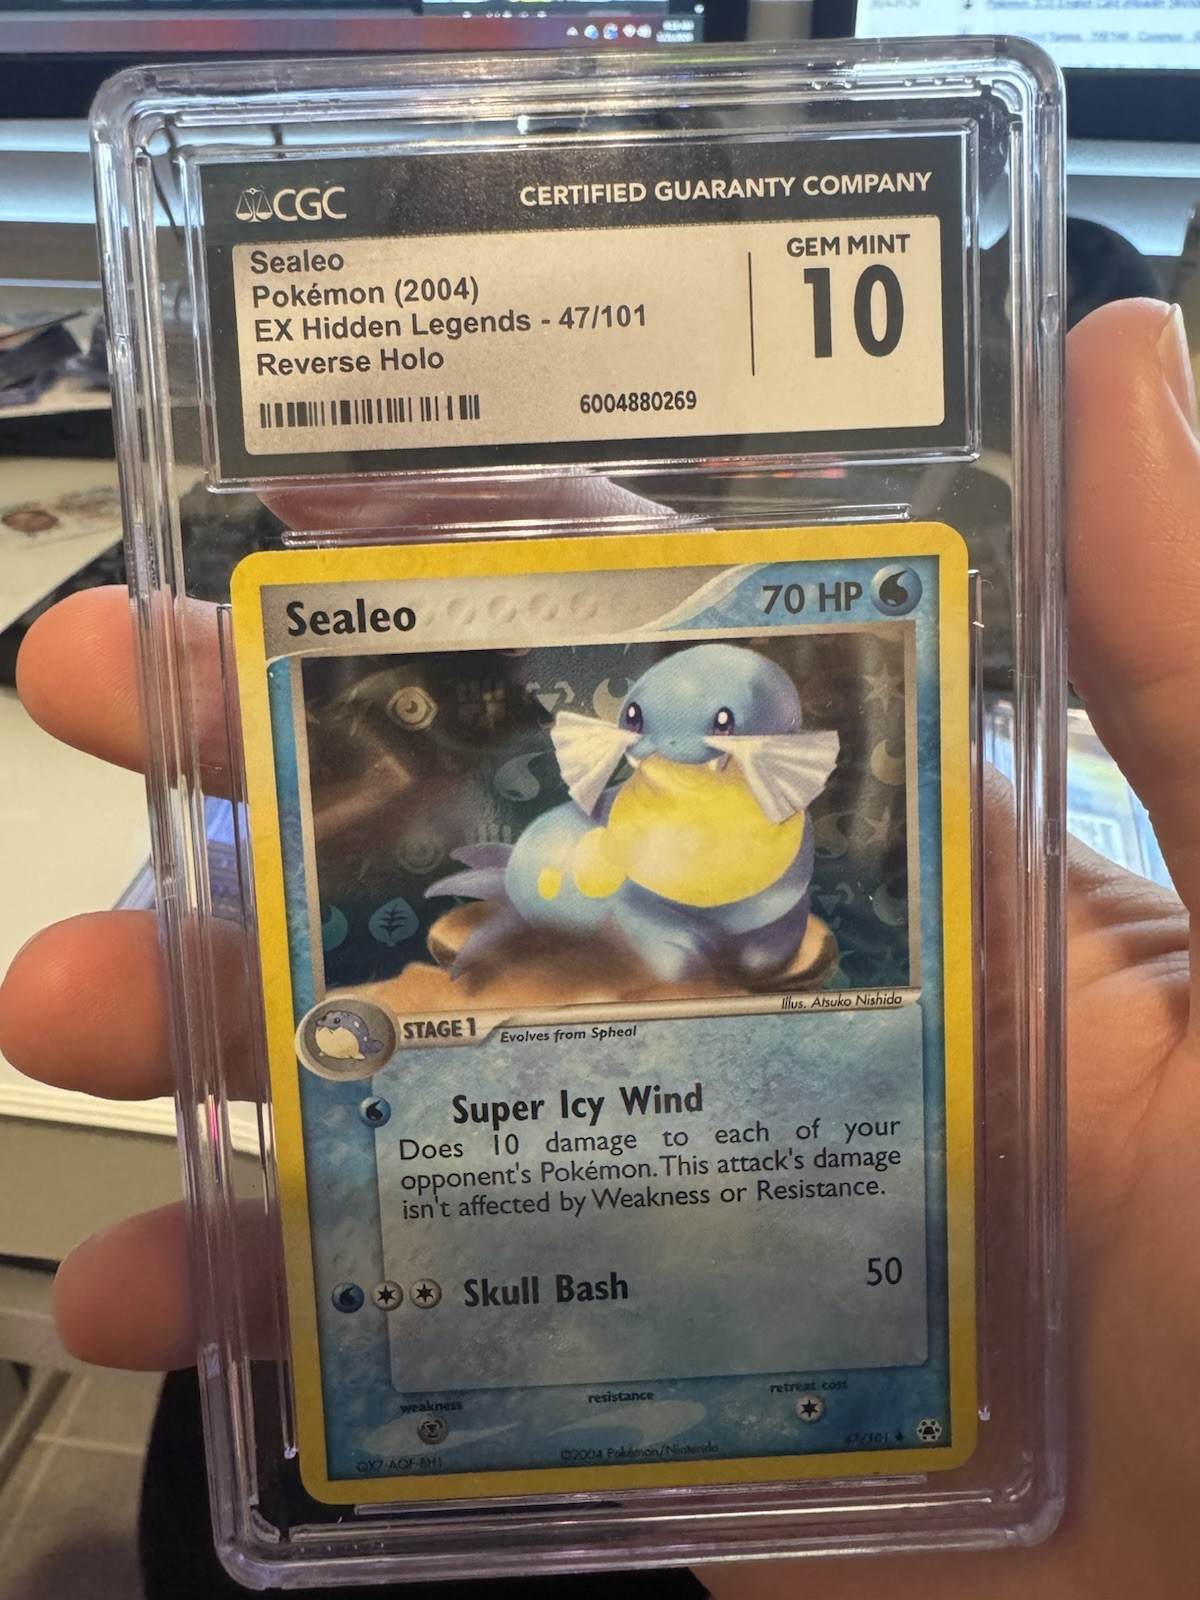 CGC
CERTIFIED GUARANTY COMPANY
Sealeo
Pokémon (2004)
EX Hidden Legends - 47/101
Reverse Holo
GEM MINT
10
6004880269
Sealeo
70 HP
Illus. Atsuko Nishida
STAGE 1
Evolves from Spheal
Super Icy Wind
Does 10 damage to each of your
opponent's Pokémon. This attack's damage
isn't affected by Weakness or Resistance.
Skull Bash 50
weakness
resistance
retreat cost
©2004 Pokémon/Nintendo
47/101